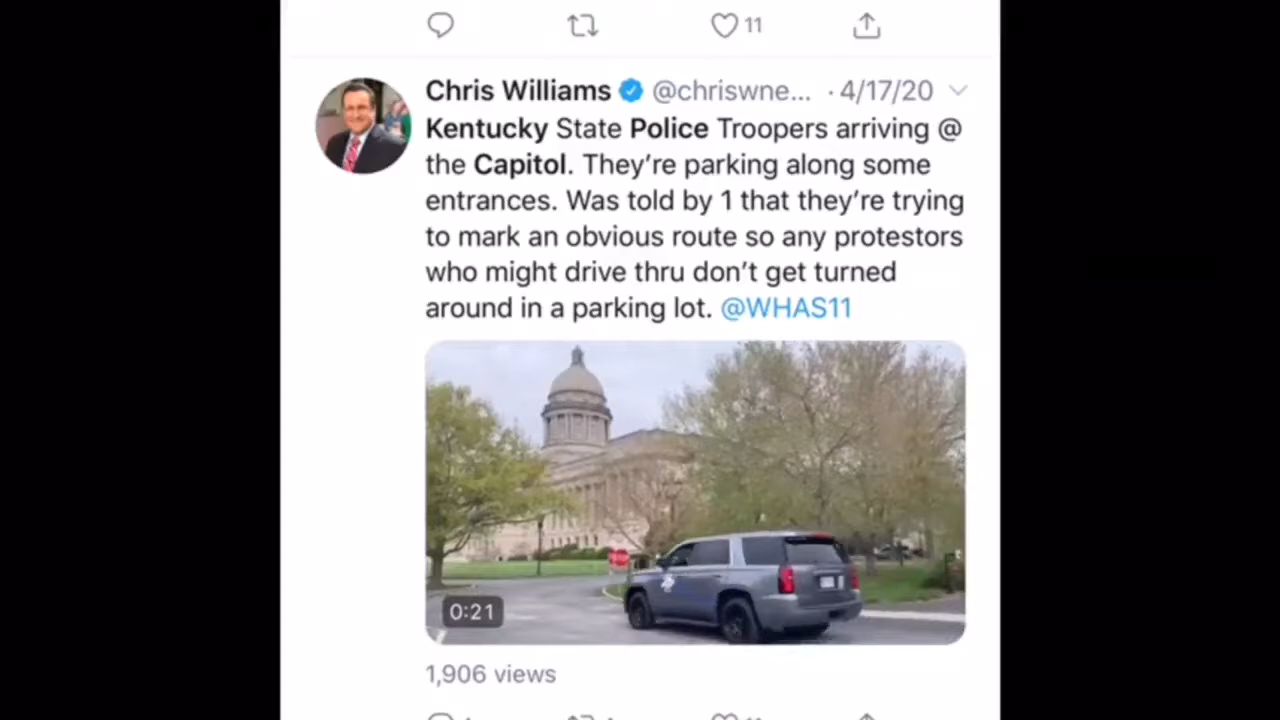 11
Chris Williams @chriswne... · 4/17/20
Kentucky State Police Troopers arriving @
the Capitol. They’re parking along some
entrances. Was told by 1 that they’re trying
to mark an obvious route so any protestors
who might drive thru don’t get turned
around in a parking lot. @WHAS11
0:21
1,906 views